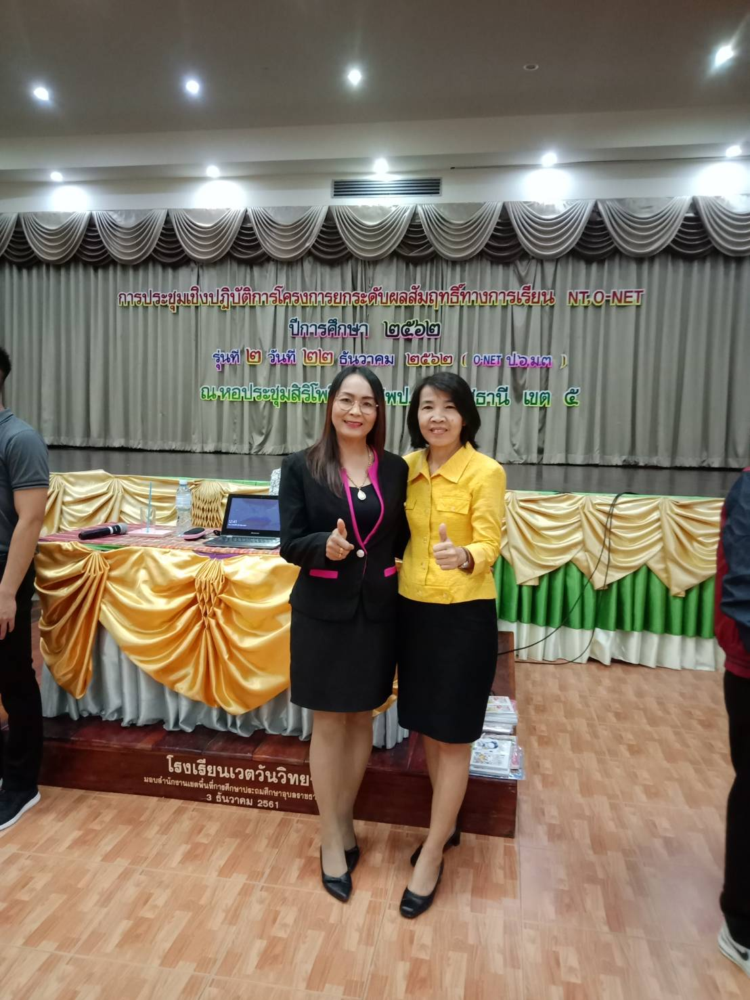 การประชุมเชิงปฏิบัติการโครงการยกระดับผลสัมฤทธิ์ทางการเรียน NT,O-NET
ปีการศึกษา ๒๕๖๒
รุ่นที่ ๒ วันที่ ๒๒ ธันวาคม ๒๕๖๒ ( O-NET ป.๖,ม.๓ )
ณ หอประชุมสิริโพ สพป. ชธานี เขต ๕
12:41
โรงเรียนเวตวันวิทยา
มอบสำนักงานเขตพื้นที่การศึกษาประถมศึกษาอุบลราชธา
3 ธันวาคม 2561